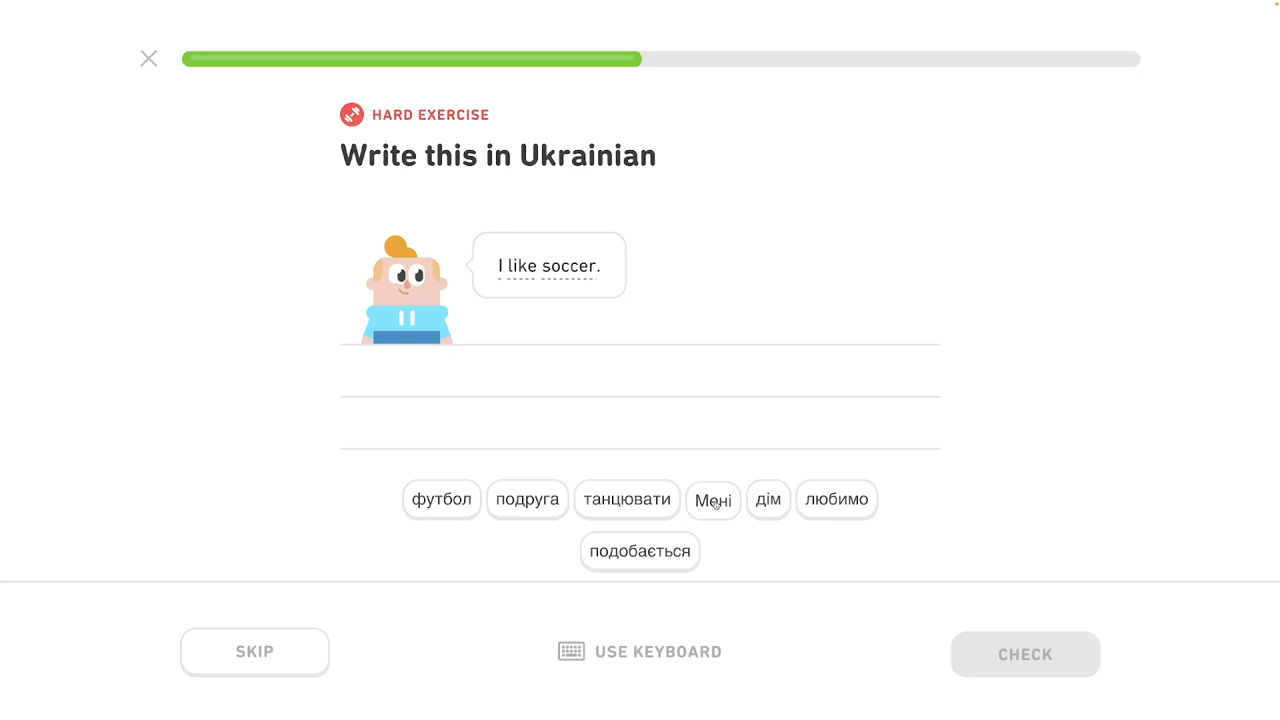 HARD EXERCISE
Write this in Ukrainian
I like soccer.
футбол подруга танцювати Мені дім любимо
подобається
SKIP USE KEYBOARD CHECK